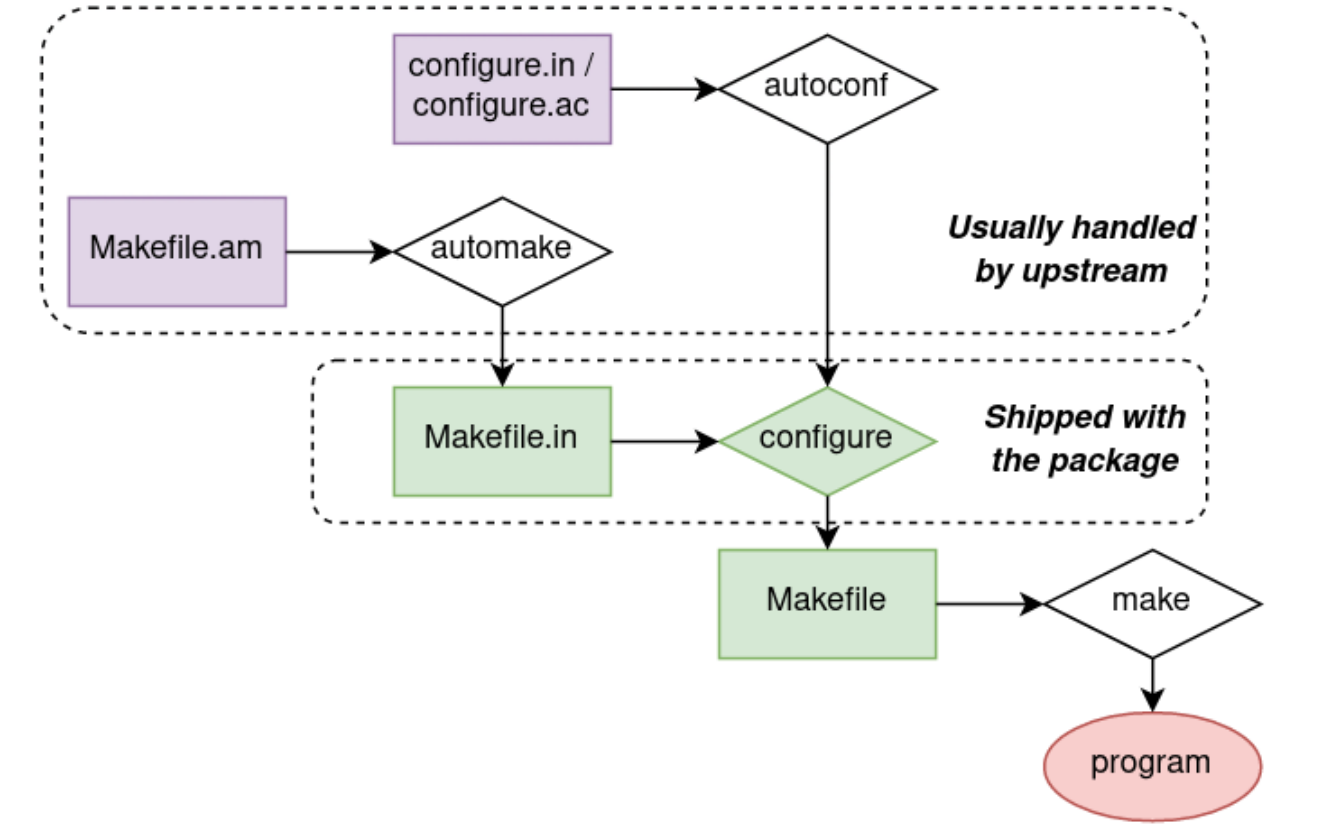 configure.in /
configure.ac
autoconf
Makefile.am
automake
Usually handled
by upstream
Makefile.in
configure
Shipped with
the package
Makefile
make
program